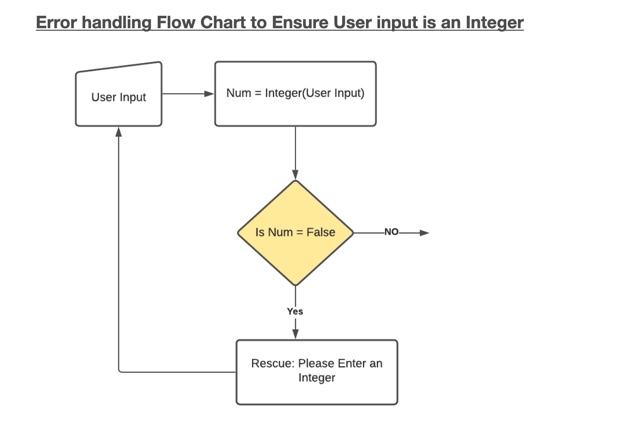 Error handling Flow Chart to Ensure User input is an Integer
User Input
Num = Integer(User Input)
Is Num = False
NO
Yes
Rescue: Please Enter an
Integer